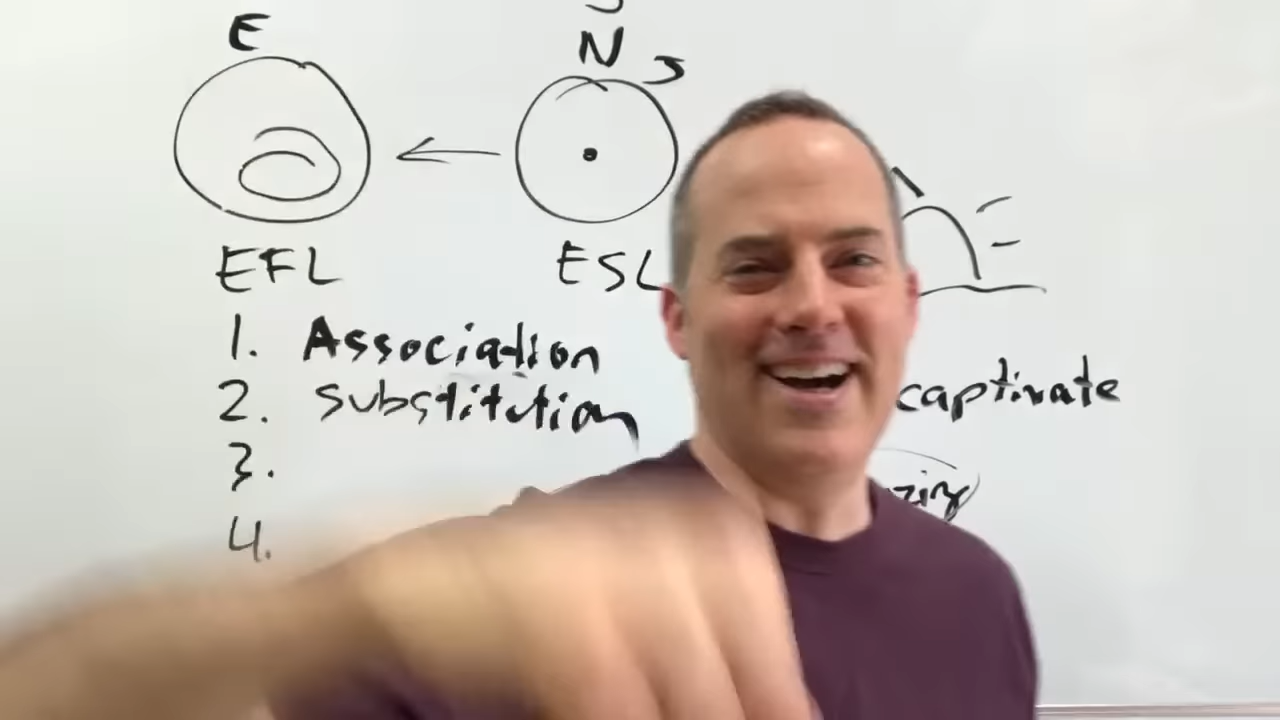 E
N S
EFL
ESL
1. Association
2. Substitution
captivate
3.
4.